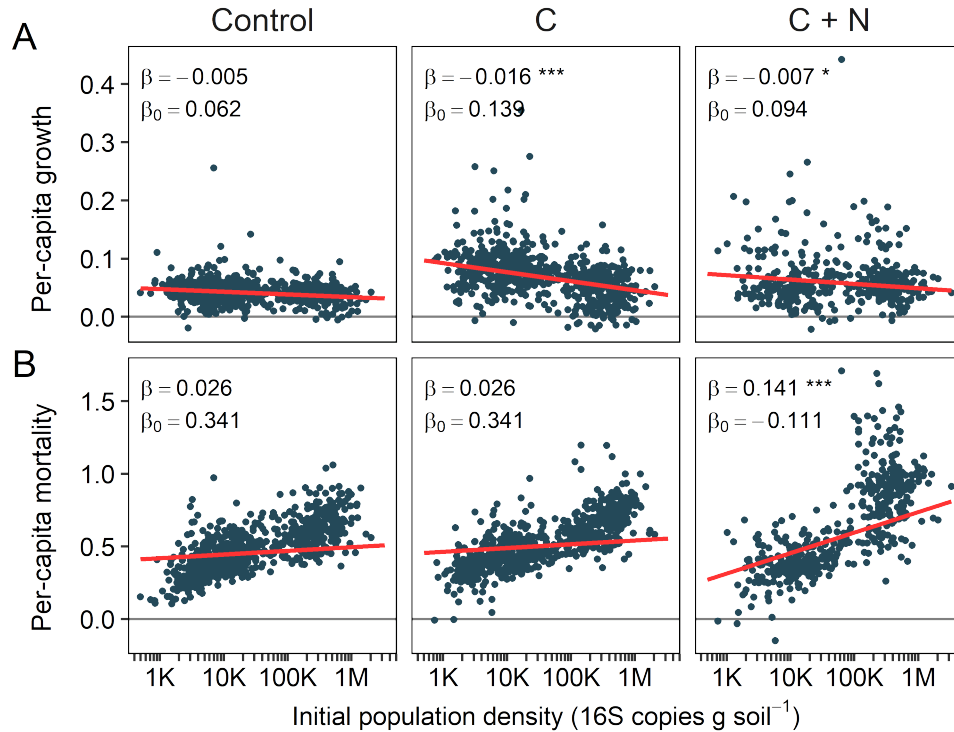 Control C C + N
A
β = −0.005
β₀ = 0.062
β = −0.016 ***
β₀ = 0.139
β = −0.007 *
β₀ = 0.094
Per-capita growth
0.4
0.3
0.2
0.1
0.0
B
β = 0.026
β₀ = 0.341
β = 0.026
β₀ = 0.341
β = 0.141 ***
β₀ = −0.111
Per-capita mortality
1.5
1.0
0.5
0.0
1K 10K 100K 1M 1K 10K 100K 1M 1K 10K 100K 1M
Initial population density (16S copies g soil⁻¹)